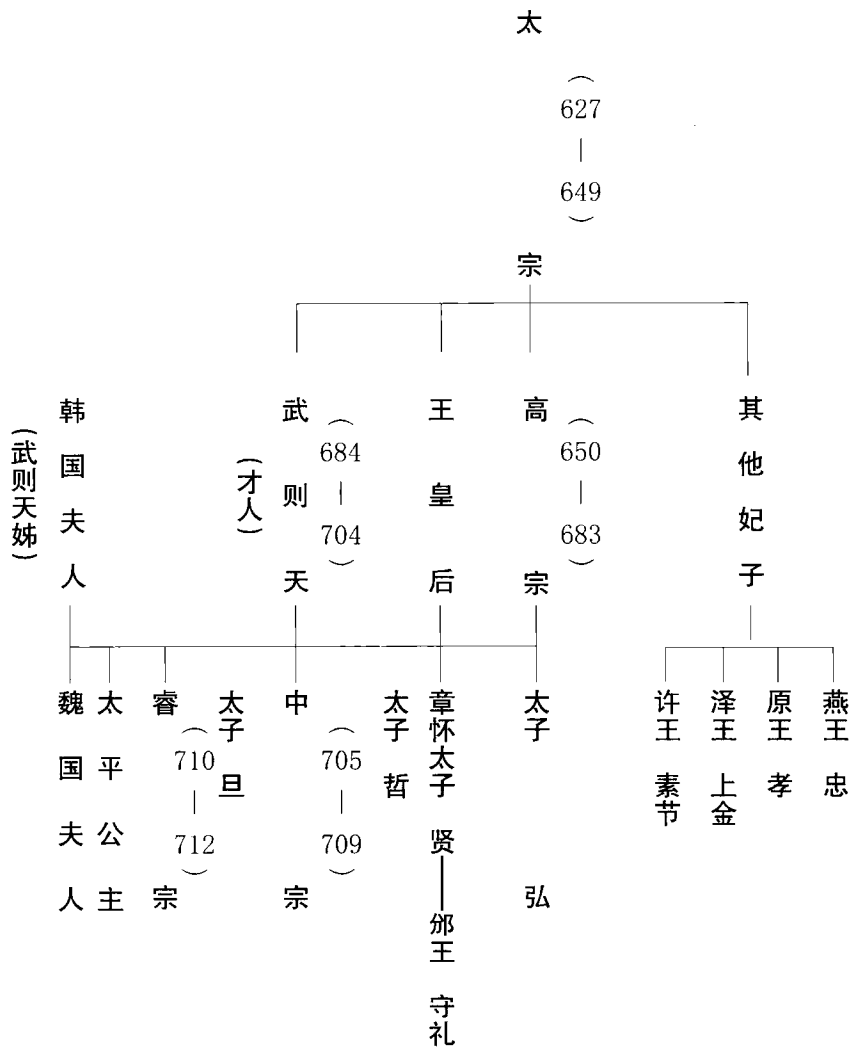 太宗
(627—649)
韩国夫人
(武则天姊)
武则天
(才人)
(684—704)
王皇后
高宗
(650—683)
其他妃子
魏国夫人
太平公主
睿宗
(710—712)
太子旦
中宗
(705—709)
太子哲
章怀太子 贤
邠王 守礼
太子弘
许王 素节
泽王 上金
原王 孝
燕王 忠